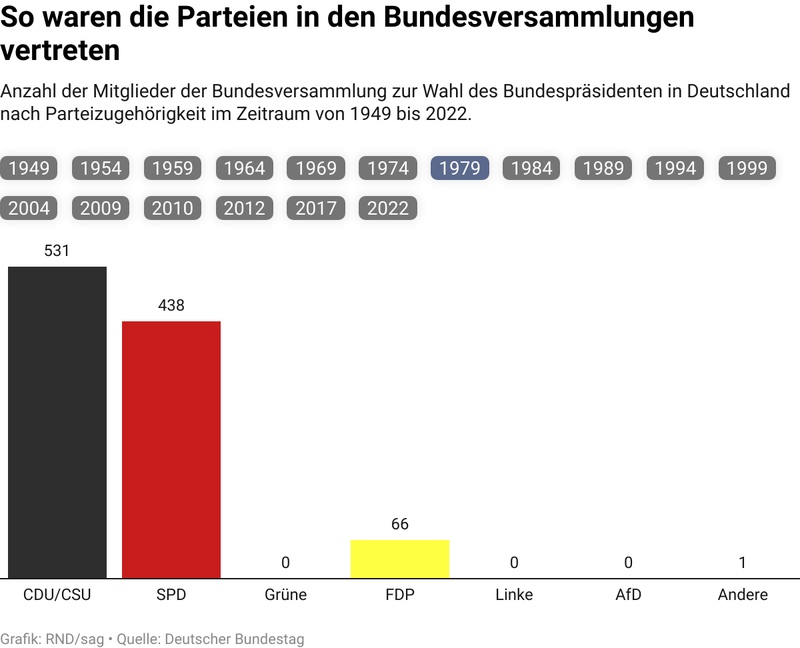 So waren die Parteien in den Bundesversammlungen
vertreten
Anzahl der Mitglieder der Bundesversammlung zur Wahl des Bundespräsidenten in Deutschland
nach Parteizugehörigkeit im Zeitraum von 1949 bis 2022.
1949 1954 1959 1964 1969 1974 1979 1984 1989 1994 1999
2004 2009 2010 2012 2017 2022
531
438
66
0 0 0 1
CDU/CSU SPD Grüne FDP Linke AfD Andere
Grafik: RND/sag • Quelle: Deutscher Bundestag